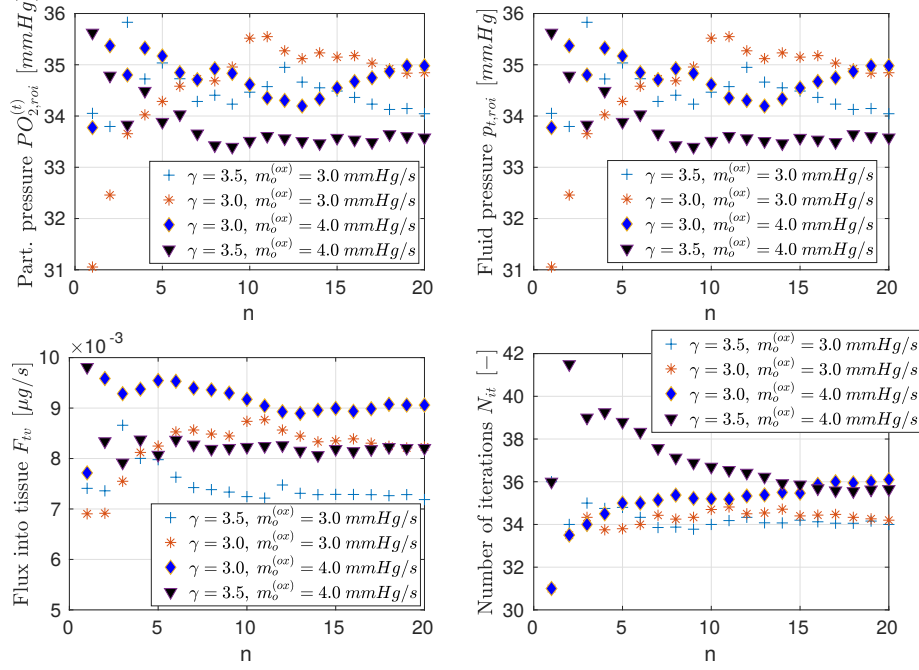 Part. pressure PO_{2,roi}^{(t)} [mmHg]
36
35
34
33
32
31
0 5 10 15 20
n
γ = 3.5, m_o^{(ox)} = 3.0 mmHg/s
γ = 3.0, m_o^{(ox)} = 3.0 mmHg/s
γ = 3.0, m_o^{(ox)} = 4.0 mmHg/s
γ = 3.5, m_o^{(ox)} = 4.0 mmHg/s
Fluid pressure p_{t,roi} [mmHg]
36
35
34
33
32
31
0 5 10 15 20
n
γ = 3.5, m_o^{(ox)} = 3.0 mmHg/s
γ = 3.0, m_o^{(ox)} = 3.0 mmHg/s
γ = 3.0, m_o^{(ox)} = 4.0 mmHg/s
γ = 3.5, m_o^{(ox)} = 4.0 mmHg/s
Flux into tissue F_{tv} [μg/s]
×10^{-3}
10
9
8
7
6
5
0 5 10 15 20
n
γ = 3.5, m_o^{(ox)} = 3.0 mmHg/s
γ = 3.0, m_o^{(ox)} = 3.0 mmHg/s
γ = 3.0, m_o^{(ox)} = 4.0 mmHg/s
γ = 3.5, m_o^{(ox)} = 4.0 mmHg/s
Number of iterations N_{it} [−]
42
40
38
36
34
32
30
0 5 10 15 20
n
γ = 3.5, m_o^{(ox)} = 3.0 mmHg/s
γ = 3.0, m_o^{(ox)} = 3.0 mmHg/s
γ = 3.0, m_o^{(ox)} = 4.0 mmHg/s
γ = 3.5, m_o^{(ox)} = 4.0 mmHg/s